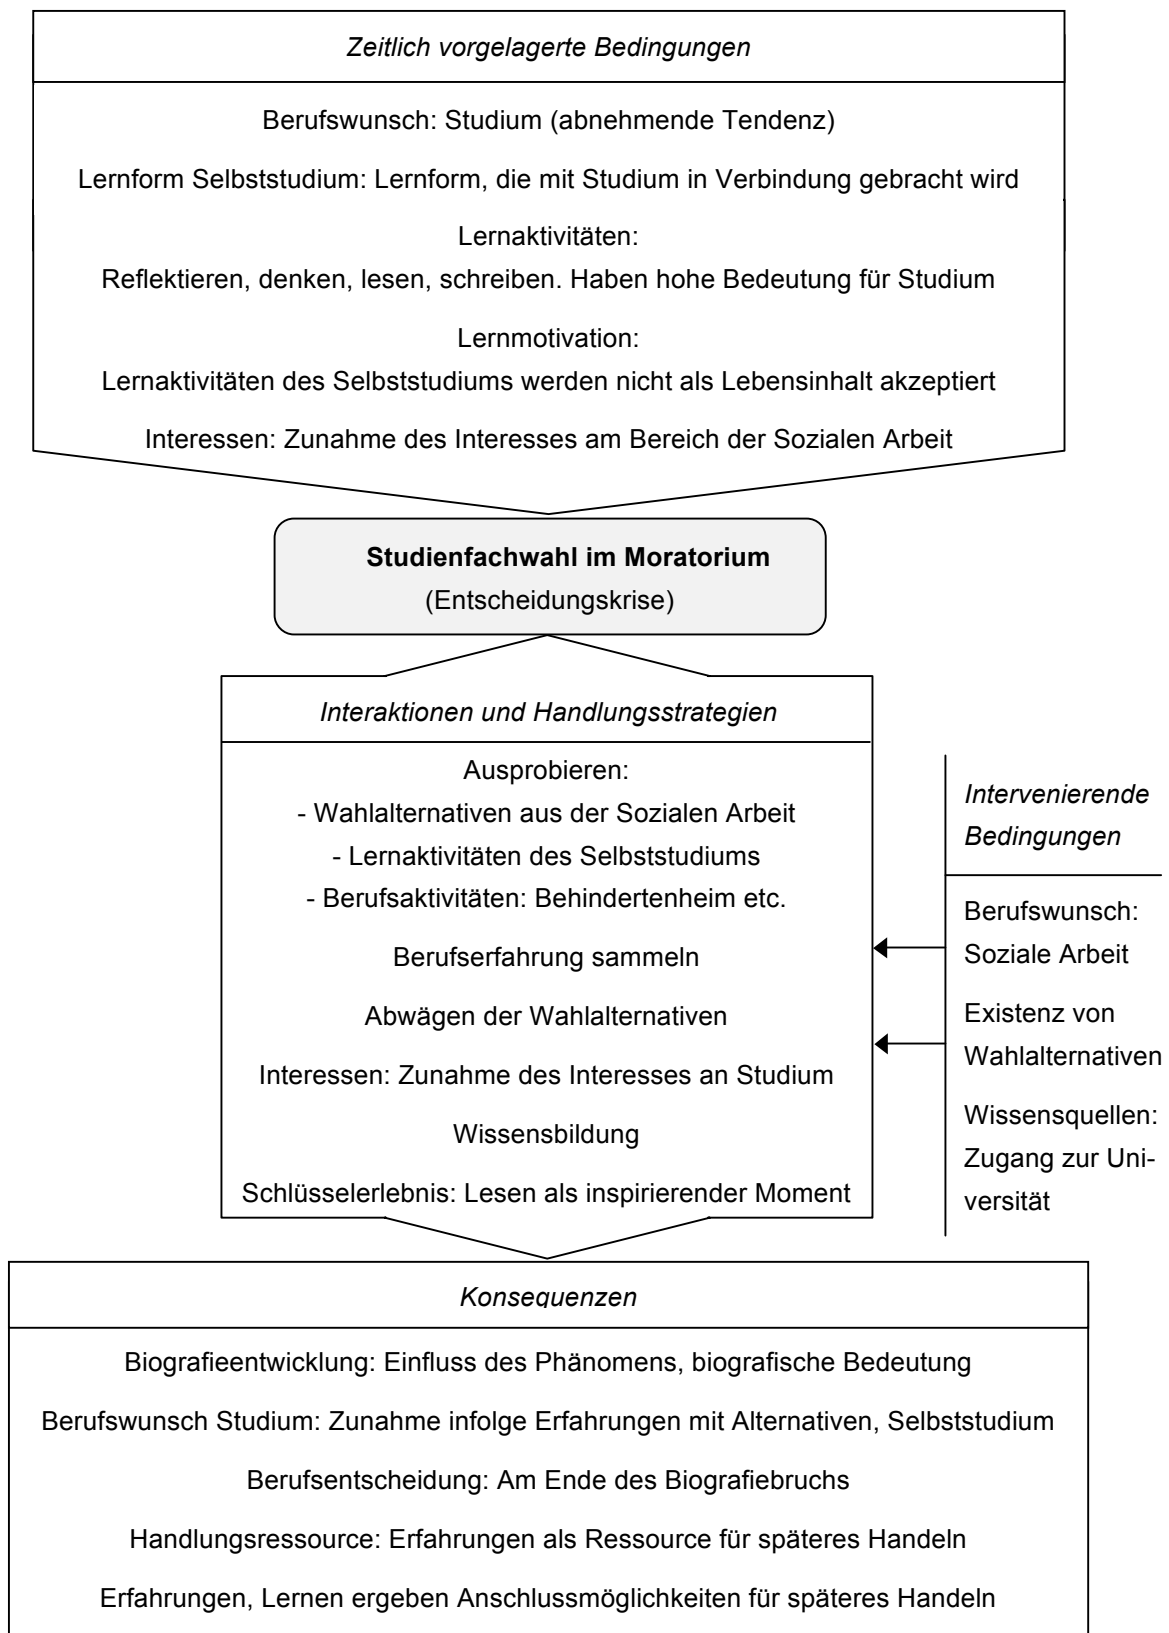 Zeitlich vorgelagerte Bedingungen
Berufswunsch: Studium (abnehmende Tendenz)
Lernform Selbststudium: Lernform, die mit Studium in Verbindung gebracht wird
Lernaktivitäten:
Reflektieren, denken, lesen, schreiben. Haben hohe Bedeutung für Studium
Lernmotivation:
Lernaktivitäten des Selbststudiums werden nicht als Lebensinhalt akzeptiert
Interessen: Zunahme des Interesses am Bereich der Sozialen Arbeit
Studienfachwahl im Moratorium
(Entscheidungskrise)
Interaktionen und Handlungsstrategien
Ausprobieren:
- Wahlalternativen aus der Sozialen Arbeit
- Lernaktivitäten des Selbststudiums
- Berufsaktivitäten: Behindertenheim etc.
Berufserfahrung sammeln
Abwägen der Wahlalternativen
Interessen: Zunahme des Interesses an Studium
Wissensbildung
Schlüsselerlebnis: Lesen als inspirierender Moment
Intervenierende
Bedingungen
Berufswunsch:
Soziale Arbeit
Existenz von
Wahlalternativen
Wissensquellen:
Zugang zur Uni-
versität
Konsequenzen
Biografieentwicklung: Einfluss des Phänomens, biografische Bedeutung
Berufswunsch Studium: Zunahme infolge Erfahrungen mit Alternativen, Selbststudium
Berufsentscheidung: Am Ende des Biografiebruchs
Handlungsressource: Erfahrungen als Ressource für späteres Handeln
Erfahrungen, Lernen ergeben Anschlussmöglichkeiten für späteres Handeln